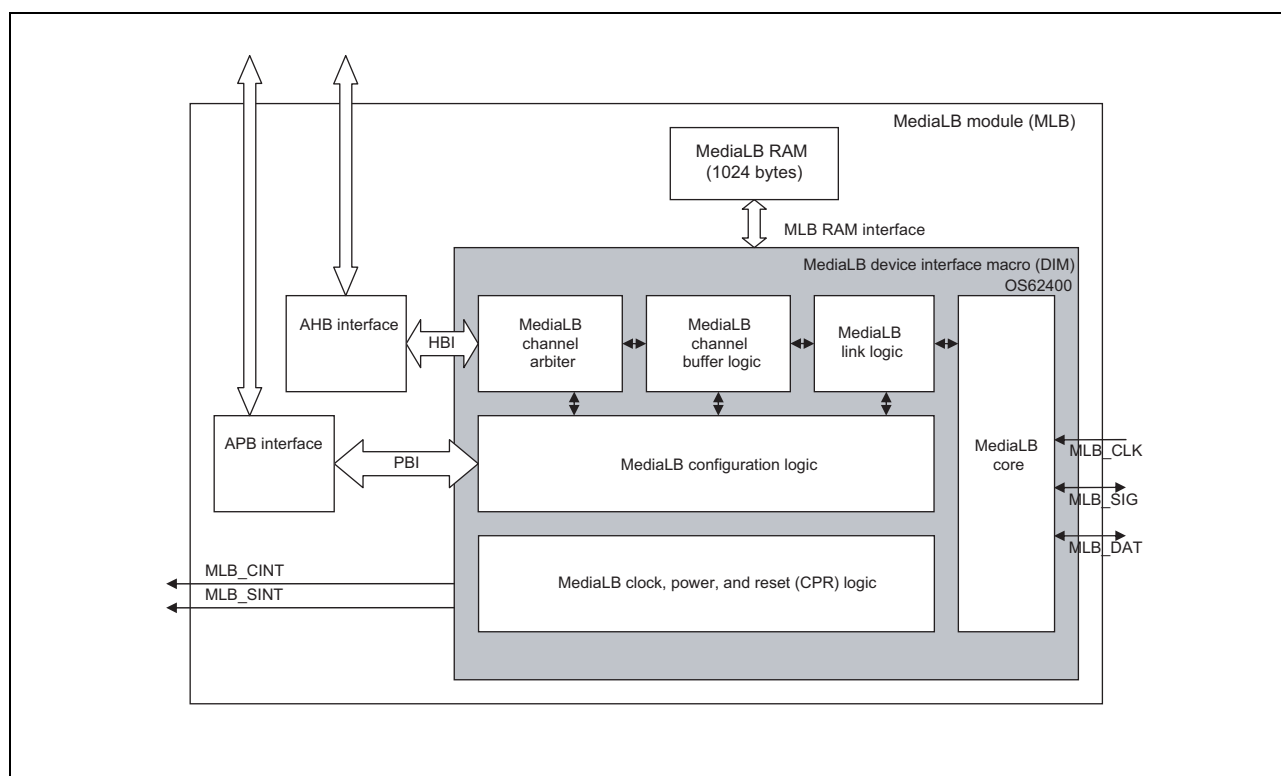 MediaLB module (MLB)
MediaLB RAM
(1024 bytes)
MLB RAM interface
MediaLB device interface macro (DIM)
OS62400
AHB interface
HBI
MediaLB
channel
arbiter
MediaLB
channel
buffer logic
MediaLB
link logic
APB interface
PBI
MediaLB configuration logic
MediaLB
core
MLB_CLK
MLB_SIG
MLB_DAT
MLB_CINT
MLB_SINT
MediaLB clock, power, and reset (CPR) logic